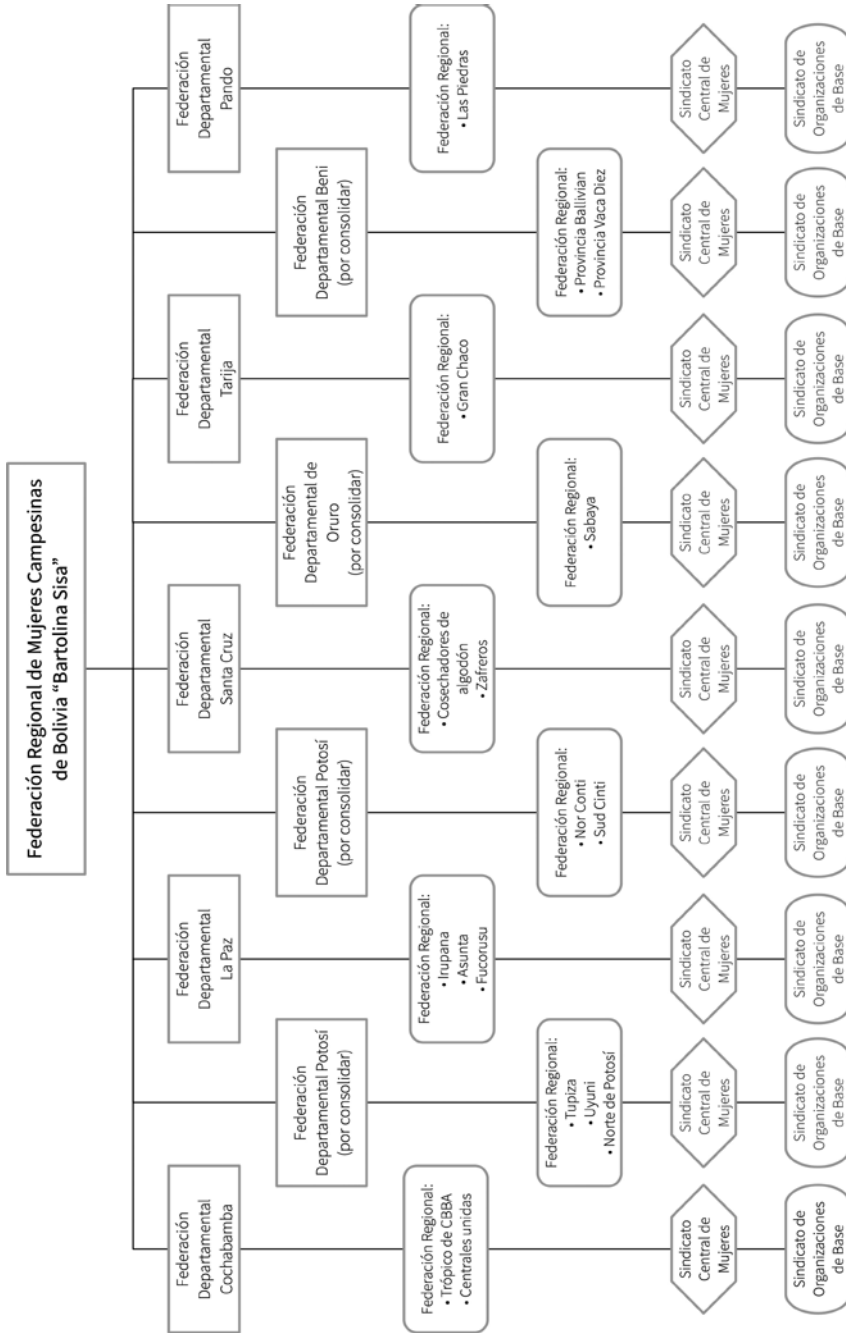 Federación Regional de Mujeres Campesinas
de Bolivia “Bartolina Sisa”
Federación
Departamental
Cochabamba
Federación
Departamental
La Paz
Federación
Departamental
Santa Cruz
Federación
Departamental
Tarija
Federación
Departamental
Pando
Federación
Departamental Potosí
(por consolidar)
Federación
Departamental Potosí
(por consolidar)
Federación
Departamental de
Oruro
(por consolidar)
Federación
Departamental Beni
(por consolidar)
Federación Regional:
• Trópico de CBBA
• Centrales unidas
Federación Regional:
• Irupana
• Asunta
• Fucorusu
Federación Regional:
• Cosechadores de
algodón
• Zafreros
Federación Regional:
• Gran Chaco
Federación Regional:
• Las Piedras
Federación Regional:
• Tupiza
• Uyuni
• Norte de Potosí
Federación Regional:
• Nor Conti
• Sud Cinti
Federación Regional:
• Sabaya
Federación Regional:
• Provincia Ballivian
• Provincia Vaca Diez
Sindicato
Central de
Mujeres
Sindicato
Central de
Mujeres
Sindicato
Central de
Mujeres
Sindicato
Central de
Mujeres
Sindicato
Central de
Mujeres
Sindicato
Central de
Mujeres
Sindicato
Central de
Mujeres
Sindicato
Central de
Mujeres
Sindicato
Central de
Mujeres
Sindicato de
Organizaciones
de Base
Sindicato de
Organizaciones
de Base
Sindicato de
Organizaciones
de Base
Sindicato de
Organizaciones
de Base
Sindicato de
Organizaciones
de Base
Sindicato de
Organizaciones
de Base
Sindicato de
Organizaciones
de Base
Sindicato de
Organizaciones
de Base
Sindicato de
Organizaciones
de Base